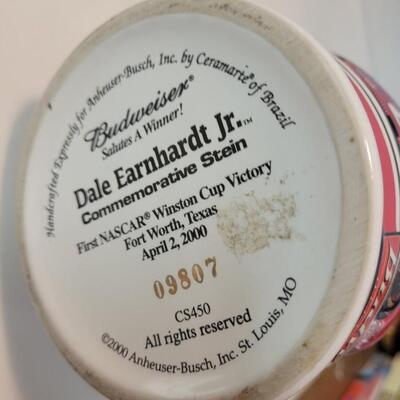 Handcrafted Expressly for Anheuser-Busch, Inc. by Ceramarte® of Brazil
Budweiser®
Salutes A Winner!
Dale Earnhardt Jr.™
Commemorative Stein
First NASCAR® Winston Cup Victory
Fort Worth, Texas
April 2, 2000
09807
CS450
All rights reserved
©2000 Anheuser-Busch, Inc. St. Louis, MO